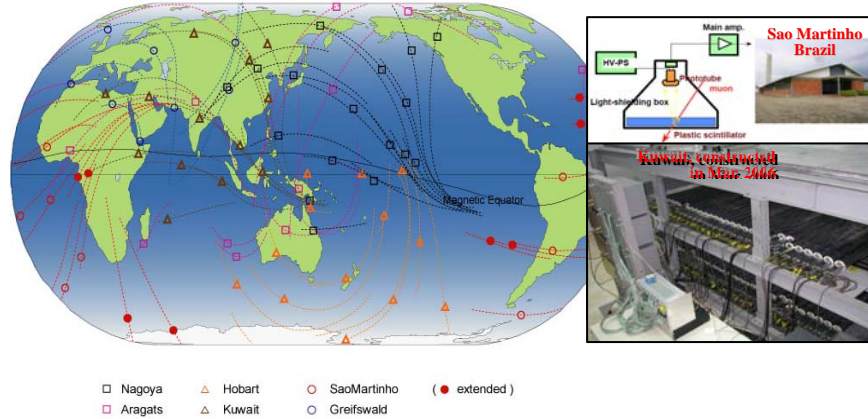 Magnetic Equator
Nagoya
Hobart
SaoMartinho
( extended )
Aragats
Kuwait
Greifswald
Main amp.
HV-PS
Phototube
muon
Light-shielding box
Plastic scintillator
Sao Martinho
Brazil
Kuwait, constructed
in Mar. 2006